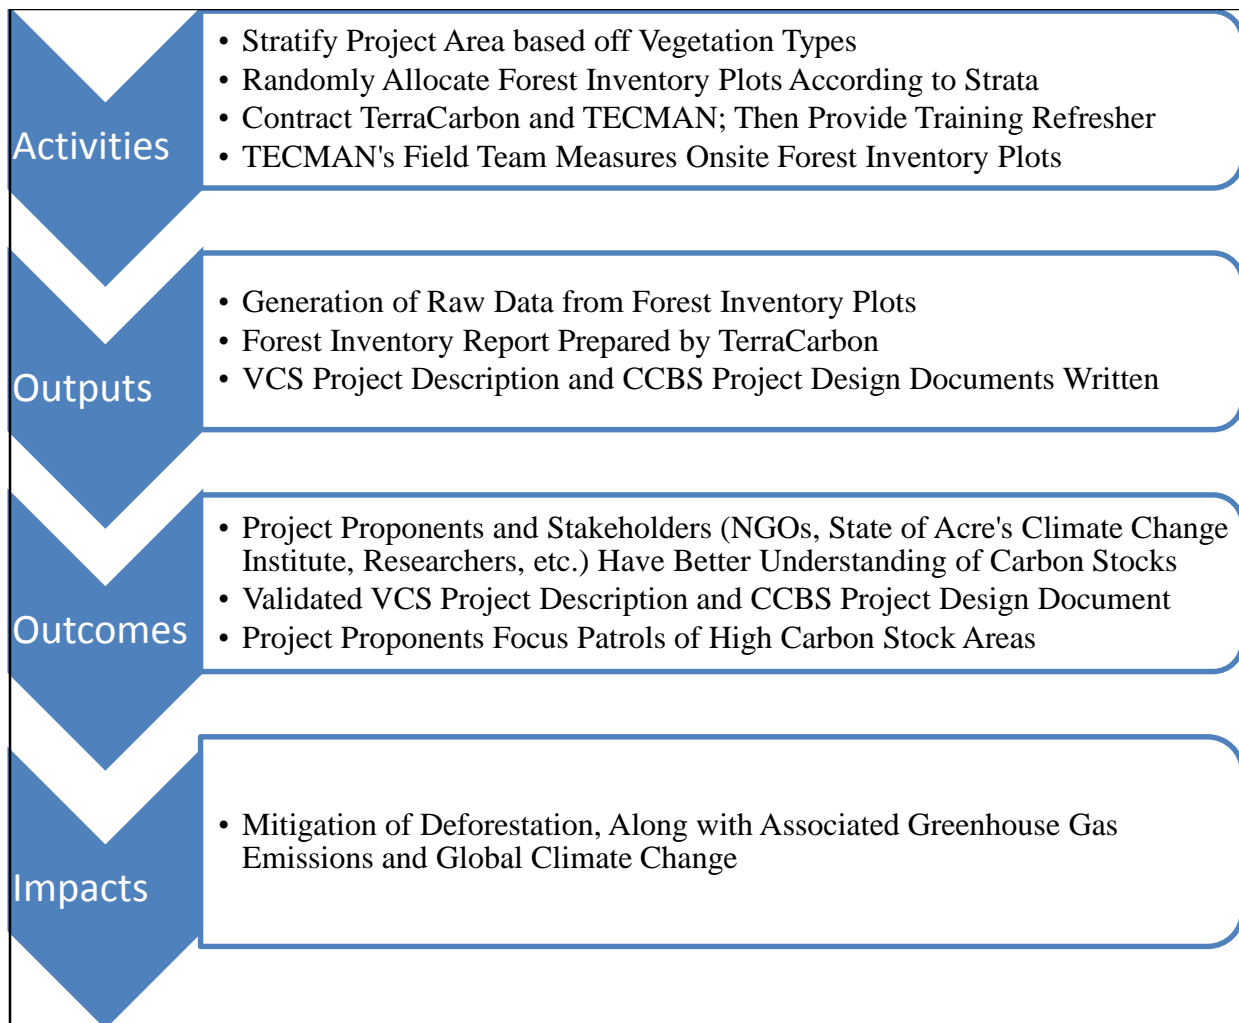 Activities
• Stratify Project Area based off Vegetation Types
• Randomly Allocate Forest Inventory Plots According to Strata
• Contract TerraCarbon and TECMAN; Then Provide Training Refresher
• TECMAN's Field Team Measures Onsite Forest Inventory Plots
Outputs
• Generation of Raw Data from Forest Inventory Plots
• Forest Inventory Report Prepared by TerraCarbon
• VCS Project Description and CCBS Project Design Documents Written
Outcomes
• Project Proponents and Stakeholders (NGOs, State of Acre's Climate Change
Institute, Researchers, etc.) Have Better Understanding of Carbon Stocks
• Validated VCS Project Description and CCBS Project Design Document
• Project Proponents Focus Patrols of High Carbon Stock Areas
Impacts
• Mitigation of Deforestation, Along with Associated Greenhouse Gas
Emissions and Global Climate Change